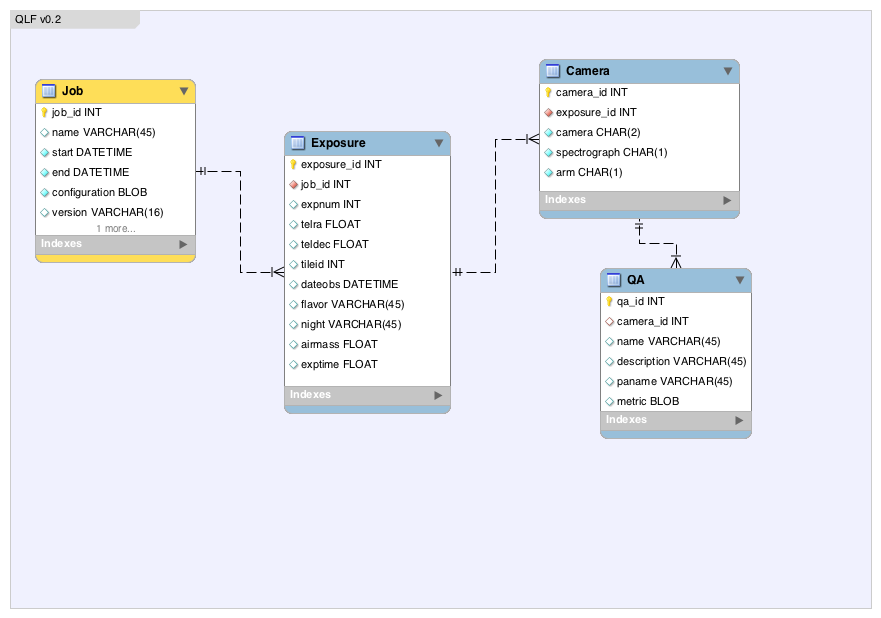 QLF v0.2
Job
job_id INT
name VARCHAR(45)
start DATETIME
end DATETIME
configuration BLOB
version VARCHAR(16)
1 more...
Indexes
Exposure
exposure_id INT
job_id INT
expnum INT
telra FLOAT
teldec FLOAT
tileid INT
dateobs DATETIME
flavor VARCHAR(45)
night VARCHAR(45)
airmass FLOAT
exptime FLOAT
Indexes
Camera
camera_id INT
exposure_id INT
camera CHAR(2)
spectrograph CHAR(1)
arm CHAR(1)
Indexes
QA
qa_id INT
camera_id INT
name VARCHAR(45)
description VARCHAR(45)
paname VARCHAR(45)
metric BLOB
Indexes